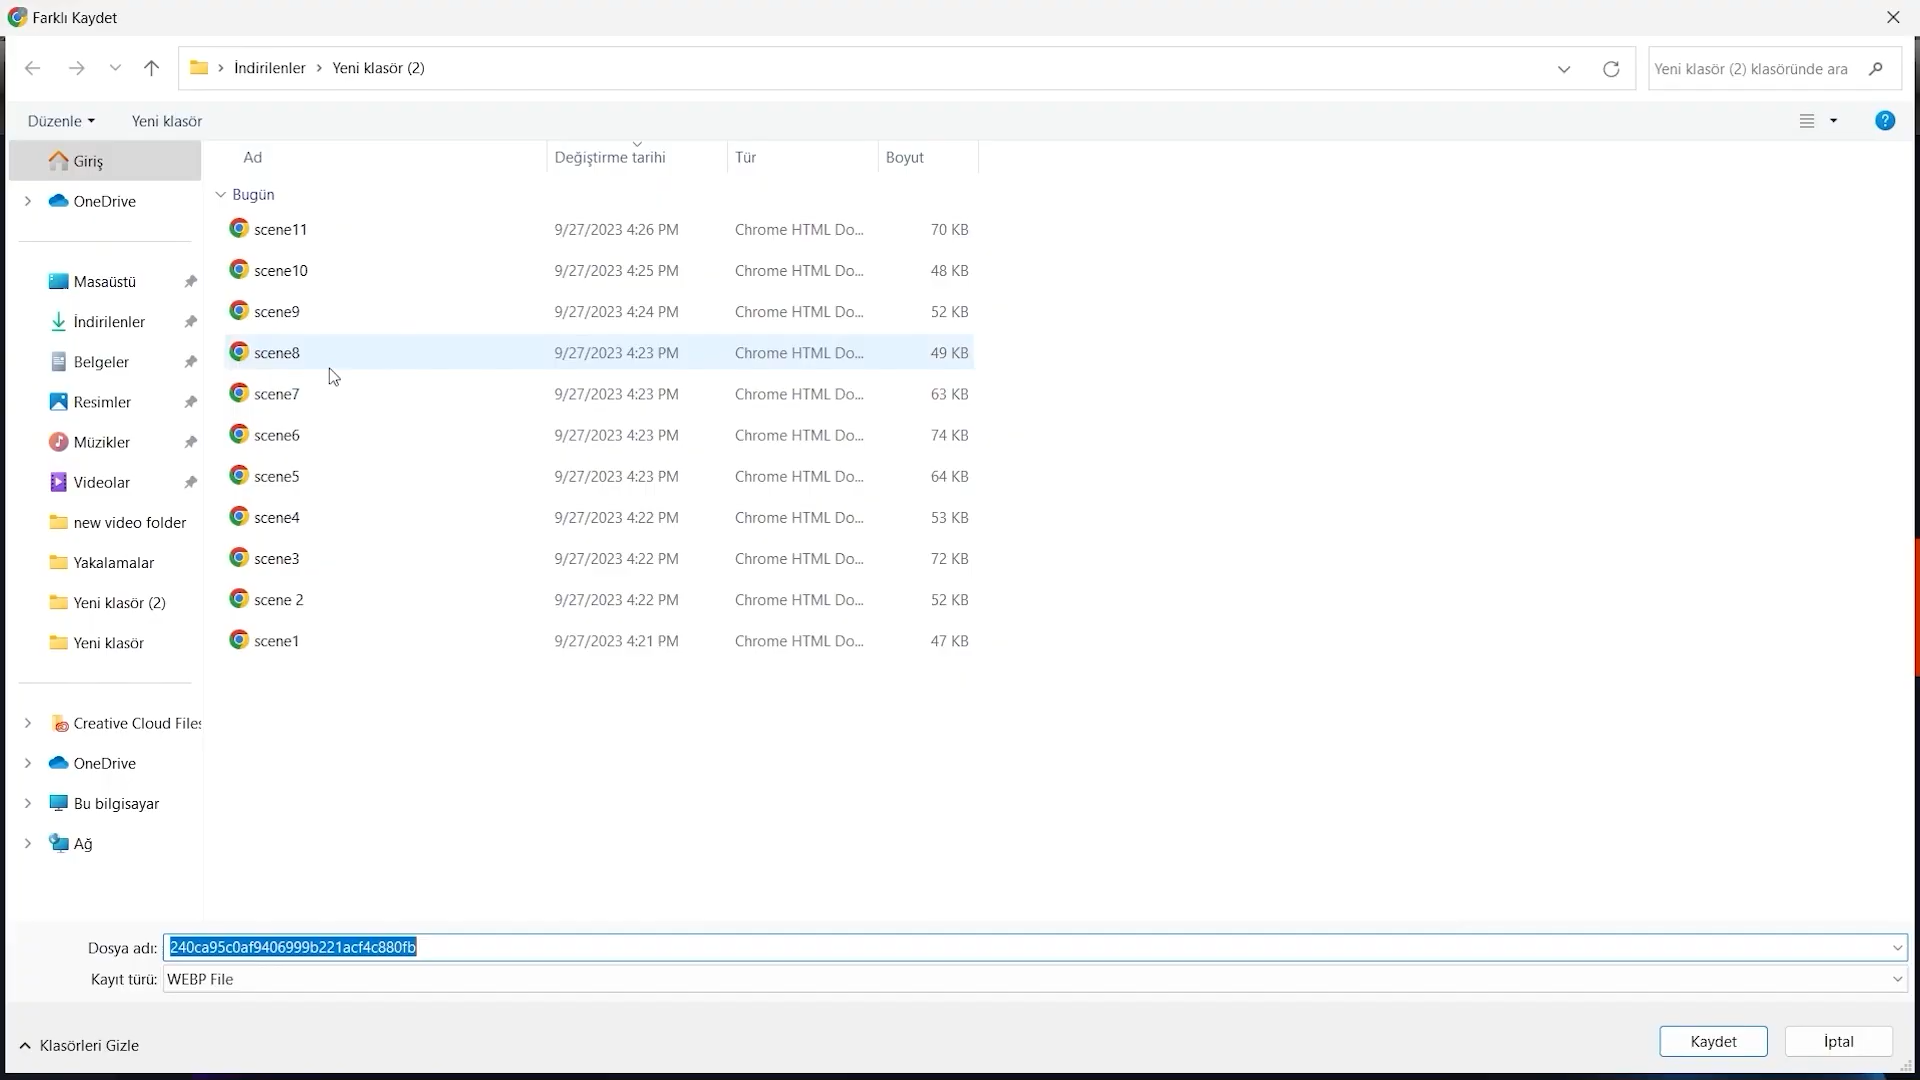 Farklı Kaydet
İndirilenler
Yeni klasör (2)
Yeni klasör (2) klasöründe ara
Düzenle
Yeni klasör
?
Giriş
OneDrive
Masaüstü
İndirilenler
Belgeler
Resimler
Müzikler
Videolar
new video folder
Yakalamalar
Yeni klasör (2)
Yeni klasör
Creative Cloud Files
OneDrive
Bu bilgisayar
Ağ
Ad Değiştirme tarihi Tür Boyut
Bugün
scene11 9/27/2023 4:26 PM Chrome HTML Do... 70 KB
scene10 9/27/2023 4:25 PM Chrome HTML Do... 48 KB
scene9 9/27/2023 4:24 PM Chrome HTML Do... 52 KB
scene8 9/27/2023 4:23 PM Chrome HTML Do... 49 KB
scene7 9/27/2023 4:23 PM Chrome HTML Do... 63 KB
scene6 9/27/2023 4:23 PM Chrome HTML Do... 74 KB
scene5 9/27/2023 4:23 PM Chrome HTML Do... 64 KB
scene4 9/27/2023 4:22 PM Chrome HTML Do... 53 KB
scene3 9/27/2023 4:22 PM Chrome HTML Do... 72 KB
scene 2 9/27/2023 4:22 PM Chrome HTML Do... 52 KB
scene1 9/27/2023 4:21 PM Chrome HTML Do... 47 KB
Dosya adı: 240ca95c0af9406999b221acf4c880fb
Kayıt türü: WEBP File
Klasörleri Gizle
Kaydet
İptal